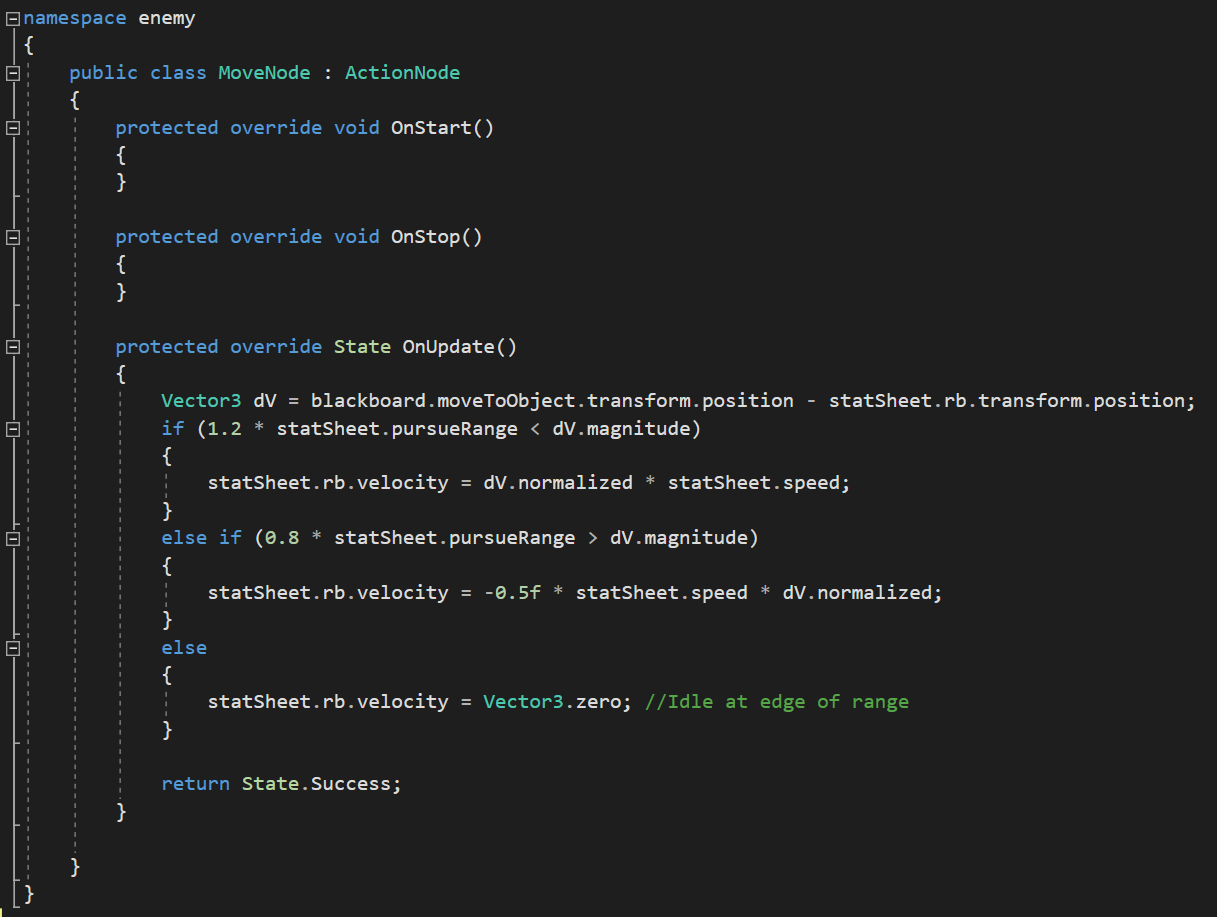 namespace enemy
{
    public class MoveNode : ActionNode
    {
        protected override void OnStart()
        {
        }

        protected override void OnStop()
        {
        }

        protected override State OnUpdate()
        {
            Vector3 dV = blackboard.moveToObject.transform.position - statSheet.rb.transform.position;
            if (1.2 * statSheet.pursueRange < dV.magnitude)
            {
                statSheet.rb.velocity = dV.normalized * statSheet.speed;
            }
            else if (0.8 * statSheet.pursueRange > dV.magnitude)
            {
                statSheet.rb.velocity = -0.5f * statSheet.speed * dV.normalized;
            }
            else
            {
                statSheet.rb.velocity = Vector3.zero; //Idle at edge of range
            }

            return State.Success;
        }

    }
}